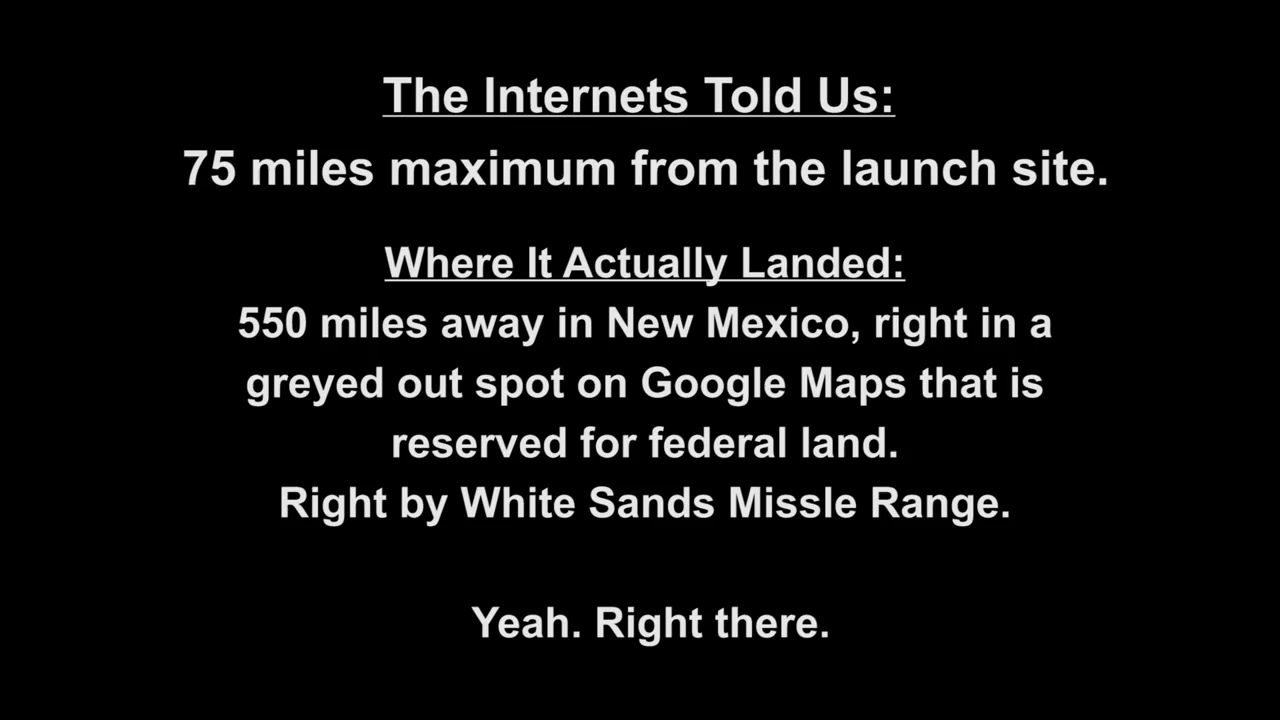 The Internets Told Us:
75 miles maximum from the launch site.
Where It Actually Landed:
550 miles away in New Mexico, right in a
greyed out spot on Google Maps that is
reserved for federal land.
Right by White Sands Missle Range.
Yeah. Right there.